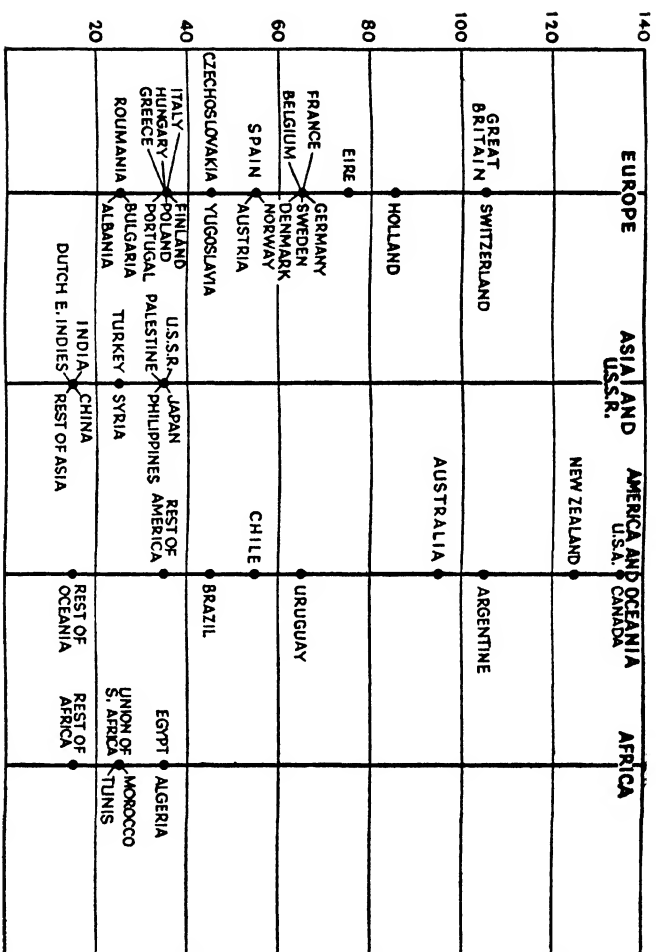 140
120
100
80
60
40
20
EUROPE
GREAT
BRITAIN
SWITZERLAND
HOLLAND
EIRE
FRANCE
BELGIUM
GERMANY
SWEDEN
DENMARK
SPAIN
NORWAY
AUSTRIA
CZECHOSLOVAKIA
YUGOSLAVIA
ITALY
HUNGARY
GREECE
FINLAND
POLAND
PORTUGAL
ROUMANIA
BULGARIA
ALBANIA
ASIA AND
U.S.S.R.
U.S.S.R.
PALESTINE
JAPAN
PHILIPPINES
TURKEY
SYRIA
INDIA
DUTCH E. INDIES
CHINA
REST OF ASIA
AMERICA AND OCEANIA
U.S.A.
CANADA
NEW ZEALAND
ARGENTINE
AUSTRALIA
URUGUAY
CHILE
BRAZIL
REST OF
AMERICA
REST OF
OCEANIA
AFRICA
EGYPT
ALGERIA
UNION OF
S. AFRICA
MOROCCO
TUNIS
REST OF
AFRICA